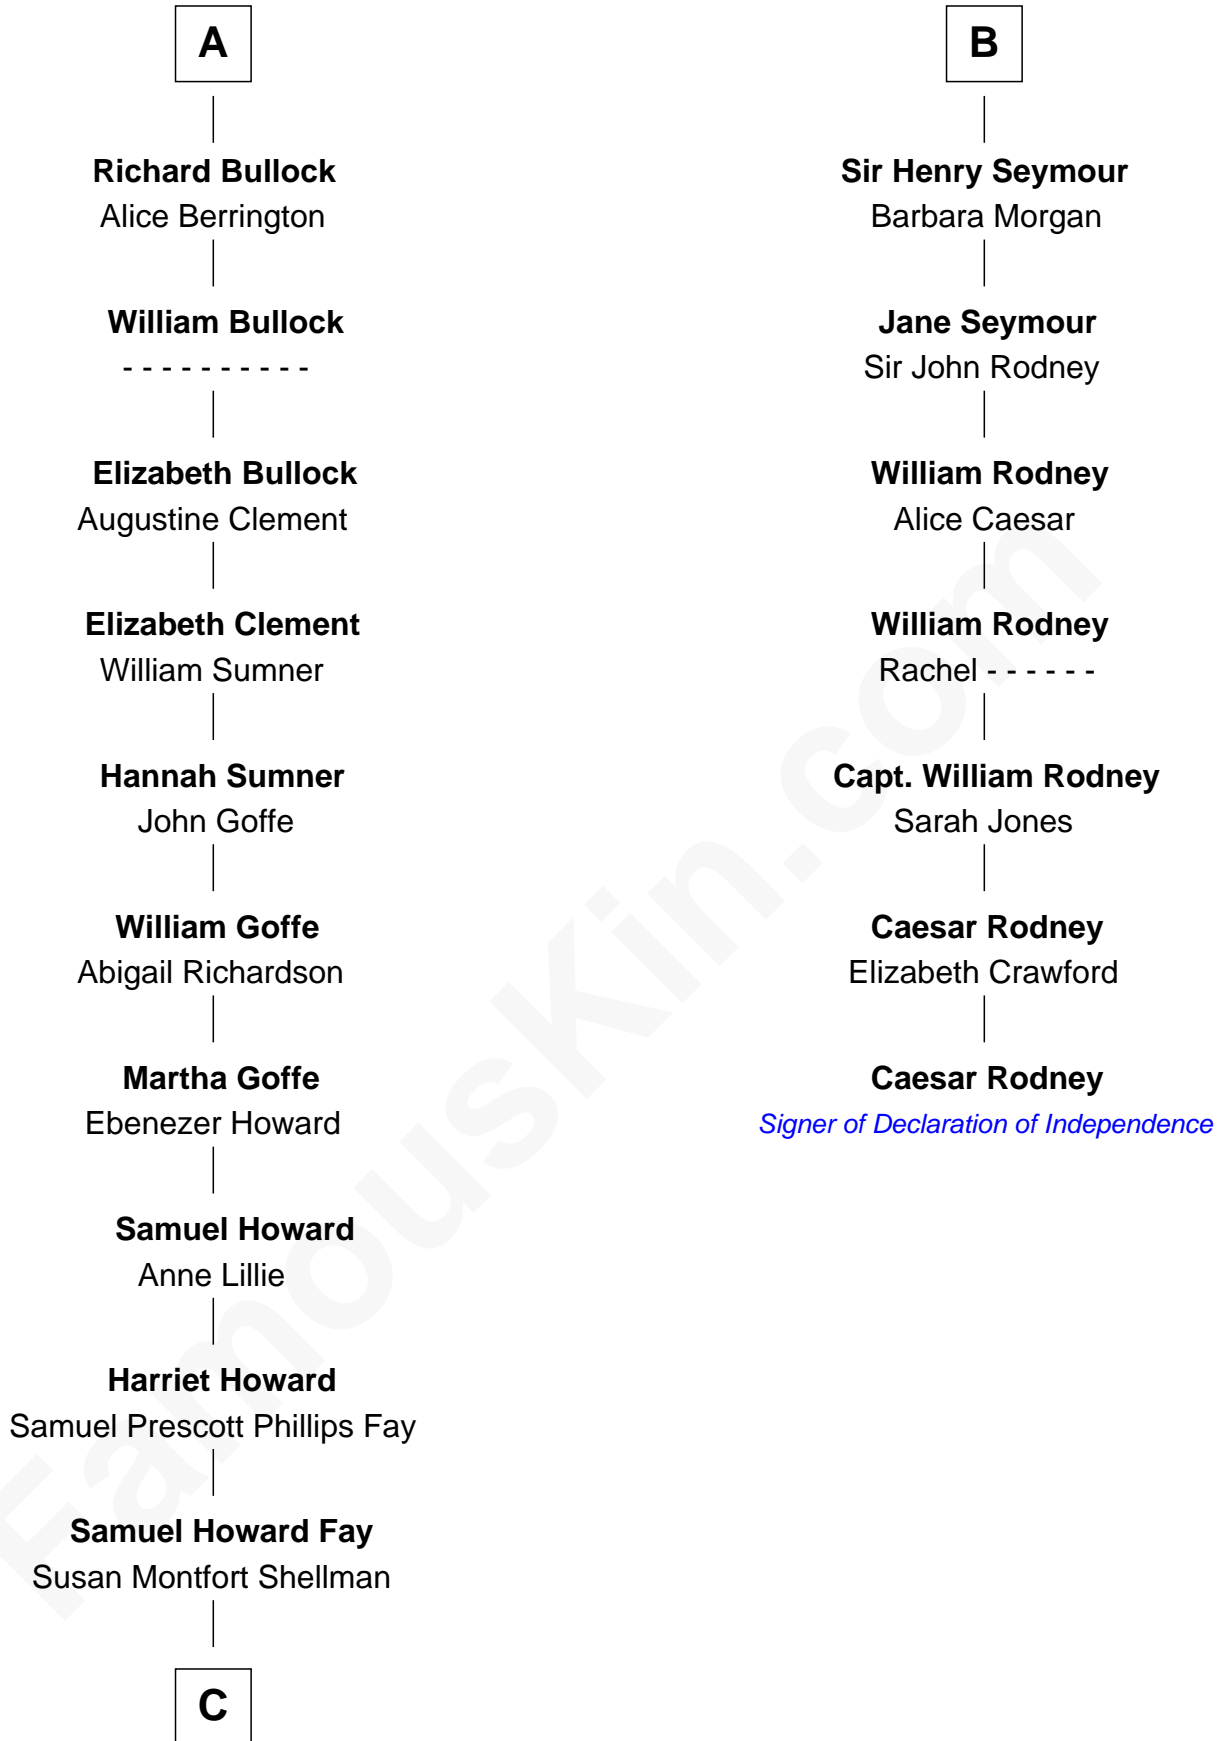 A
Richard Bullock
Alice Berrington
William Bullock
- - - - - - - - - -
Elizabeth Bullock
Augustine Clement
Elizabeth Clement
William Sumner
Hannah Sumner
John Goffe
William Goffe
Abigail Richardson
Martha Goffe
Ebenezer Howard
Samuel Howard
Anne Lillie
Harriet Howard
Samuel Prescott Phillips Fay
Samuel Howard Fay
Susan Montfort Shellman
C
B
Sir Henry Seymour
Barbara Morgan
Jane Seymour
Sir John Rodney
William Rodney
Alice Caesar
William Rodney
Rachel - - - - - -
Capt. William Rodney
Sarah Jones
Caesar Rodney
Elizabeth Crawford
Caesar Rodney
Signer of Declaration of Independence
FamousKin.com